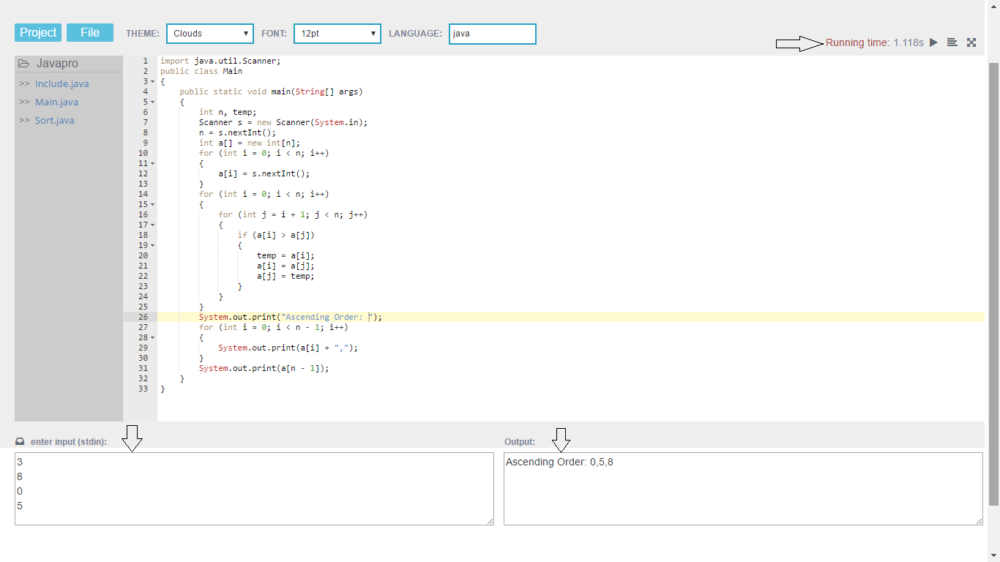 Project File THEME: Clouds FONT: 12pt LANGUAGE: java
Running time: 1.118s
Javapro
>> Include.java
>> Main.java
>> Sort.java
1 import java.util.Scanner;
2 public class Main
3 {
4     public static void main(String[] args)
5     {
6         int n, temp;
7         Scanner s = new Scanner(System.in);
8         n = s.nextInt();
9         int a[] = new int[n];
10         for (int i = 0; i < n; i++)
11         {
12             a[i] = s.nextInt();
13         }
14         for (int i = 0; i < n; i++)
15         {
16             for (int j = i + 1; j < n; j++)
17             {
18                 if (a[i] > a[j])
19                 {
20                     temp = a[i];
21                     a[i] = a[j];
22                     a[j] = temp;
23                 }
24             }
25         }
26         System.out.print("Ascending Order: ");
27         for (int i = 0; i < n - 1; i++)
28         {
29             System.out.print(a[i] + ",");
30         }
31         System.out.print(a[n - 1]);
32     }
33 }
enter input (stdin):
3
8
0
5
Output:
Ascending Order: 0,5,8